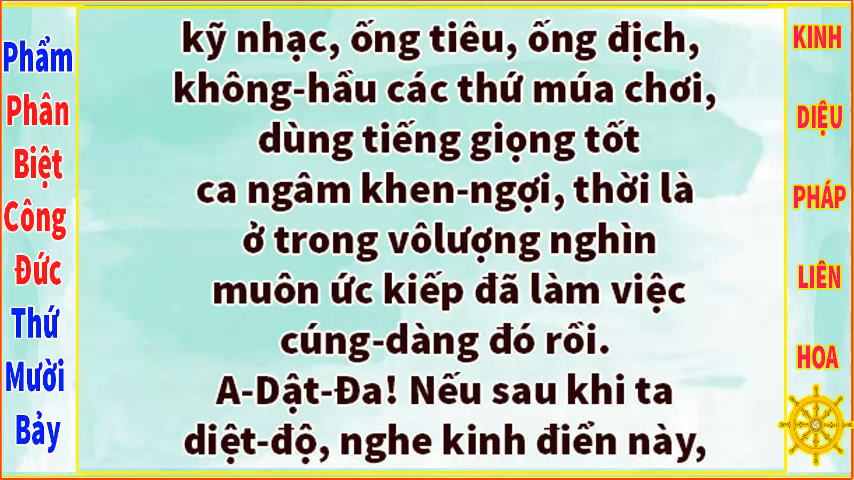 Phẩm
Phân
Biệt
Công
Đức
Thứ
Mười
Bảy
kỹ nhạc, ống tiêu, ống địch,
không-hầu các thứ múa chơi,
dùng tiếng giọng tốt
ca ngâm khen-ngợi, thời là
ở trong vôlượng nghìn
muôn ức kiếp đã làm việc
cúng-dàng đó rồi.
A-Dật-Đa! Nếu sau khi ta
diệt-độ, nghe kinh điển này,
KINH
DIỆU
PHÁP
LIÊN
HOA